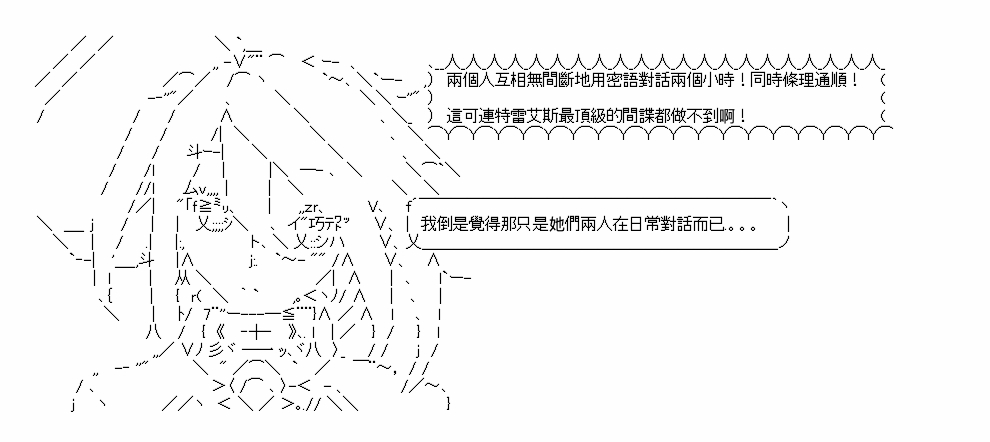 兩個人互相無間斷地用密語對話兩個小時！同時條理通順！
這可連特雷艾斯最頂級的間諜都做不到啊！
我倒是覺得那只是她們兩人在日常對話而已。。。。